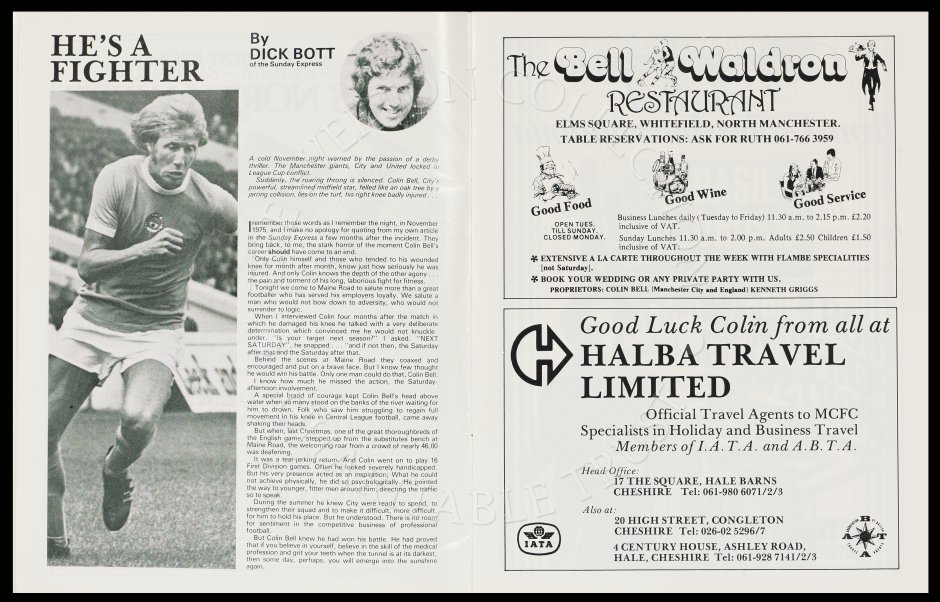 HE'S A
FIGHTER
By
DICK BOTT
of the Sunday Express
A cold November night warned by the passion of a derby
thriller. The Manchester giants, City and United locked in
League Cup conflict.
Suddenly, the roaring throng is silenced. Colin Bell, City's
powerful, streamlined midfield star, felled like an oak tree by a
jarring collision, lies on the turf, his right knee badly injured . . .
I remember those words as I remember the night, in November
1975, and I make no apology for quoting from my own article
in the Sunday Express a few months after the incident. They
bring back, to me, the stark horror of the moment Colin Bell's
career should have come to an end.
Only Colin himself and those who tended to his wounded
knee for month after month, know just how seriously he was
injured. And only Colin knows the depth of the other agony . . .
the pain and torment of his long, laborious fight for fitness.
Tonight we come to Maine Road to salute more than a great
footballer who has served his employers loyally. We salute a
man who would not bow down to adversity, who would not
surrender to logic.
When I interviewed Colin four months after the match in
which he damaged his knee he talked with a very deliberate
determination which convinced me he would not knuckle
under. "Is your target next season?" I asked. "NEXT
SATURDAY", he snapped . . . "and if not then, the Saturday
after that and the Saturday after that.
Behind the scenes at Maine Road they coaxed and
encouraged and put on a brave face. But I know few thought
he would win his battle. Only one man could do that, Colin Bell.
I know how much he missed the action, the Saturday-
afternoon involvement.
A special brand of courage kept Colin Bell's head above
water when so many stood on the banks of the river waiting for
him to drown. Folk who saw him struggling to regain full
movement in his knee in Central League football, came away
shaking their heads.
But when, last Christmas, one of the great thoroughbreds of
the English game, stepped up from the substitutes bench at
Maine Road, the welcoming roar from a crowd of nearly 46,00
was deafening.
It was a tear-jerking return. And Colin went on to play 16
First Division games. Often he looked severely handicapped.
But his very presence acted as an inspiration. What he could
not achieve physically, he did so psychologically. He pointed
the way to younger, fitter men around him, directing the traffic
so to speak.
During the summer he knew City were ready to spend, to
strengthen their squad and to make it difficult, more difficult,
for him to hold his place. But he understood. There is no room
for sentiment in the competitive business of professional
football.
But Colin Bell knew he had won his battle. He had proved
that if you believe in yourself, believe in the skill of the medical
profession and grit your teeth when the tunnel is at its darkest,
then some day, perhaps, you will emerge into the sunshine
again.
The Bell Waldron
RESTAURANT
ELMS SQUARE, WHITEFIELD, NORTH MANCHESTER.
TABLE RESERVATIONS: ASK FOR RUTH 061-766 3959
Good Food
Good Wine
Good Service
OPEN TUES.
TILL SUNDAY,
CLOSED MONDAY.
Business Lunches daily (Tuesday to Friday) 11.30 a.m. to 2.15 p.m. £2.20
inclusive of VAT.
Sunday Lunches 11.30 a.m. to 2.00 p.m. Adults £2.50 Children £1.50
inclusive of VAT.
* EXTENSIVE A LA CARTE THROUGHOUT THE WEEK WITH FLAMBE SPECIALITIES
[not Saturday].
* BOOK YOUR WEDDING OR ANY PRIVATE PARTY WITH US.
PROPRIETORS: COLIN BELL [Manchester City and England] KENNETH GRIGGS
Good Luck Colin from all at
HALBA TRAVEL
LIMITED
Official Travel Agents to MCFC
Specialists in Holiday and Business Travel
Members of I.A.T.A. and A.B.T.A.
Head Office:
17 THE SQUARE, HALE BARNS
CHESHIRE Tel: 061-980 6071/2/3
Also at:
20 HIGH STREET, CONGLETON
CHESHIRE Tel: 026-02 5296/7
4 CENTURY HOUSE, ASHLEY ROAD,
HALE, CHESHIRE Tel: 061-928 7141/2/3
IATA
ABTA